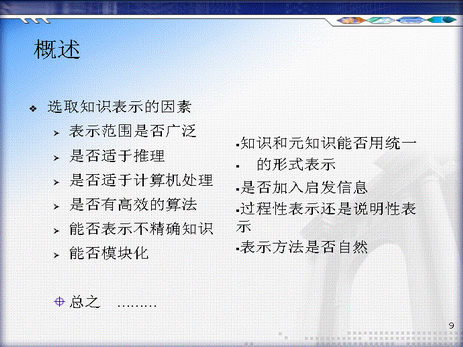 概述
选取知识表示的因素
表示范围是否广泛
是否适于推理
是否适于计算机处理
是否有高效的算法
能否表示不精确知识
能否模块化
总之 ………
•知识和元知识能否用统一
• 的形式表示
•是否加入启发信息
•过程性表示还是说明性表
示
•表示方法是否自然
9